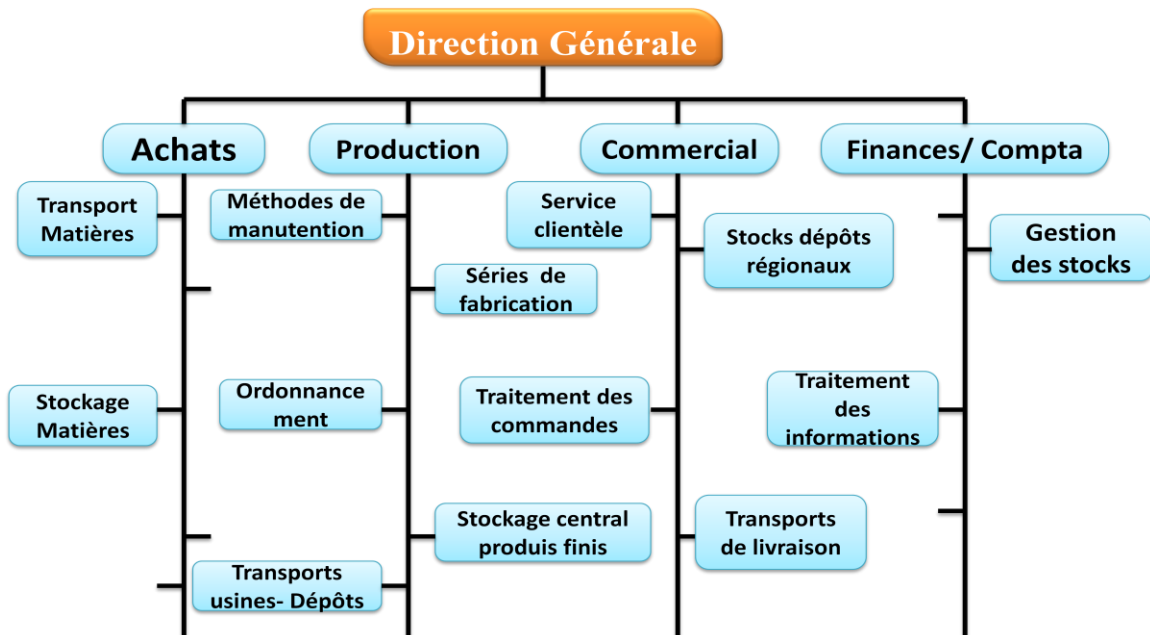 Direction Générale
Achats
Production
Commercial
Finances/ Compta
Transport
Matières
Stockage
Matières
Méthodes de
manutention
Séries de
fabrication
Ordonnance
ment
Stockage central
produis finis
Transports
usines- Dépôts
Service
clientèle
Stocks dépôts
régionaux
Traitement des
commandes
Transports
de livraison
Gestion
des stocks
Traitement
des
informations